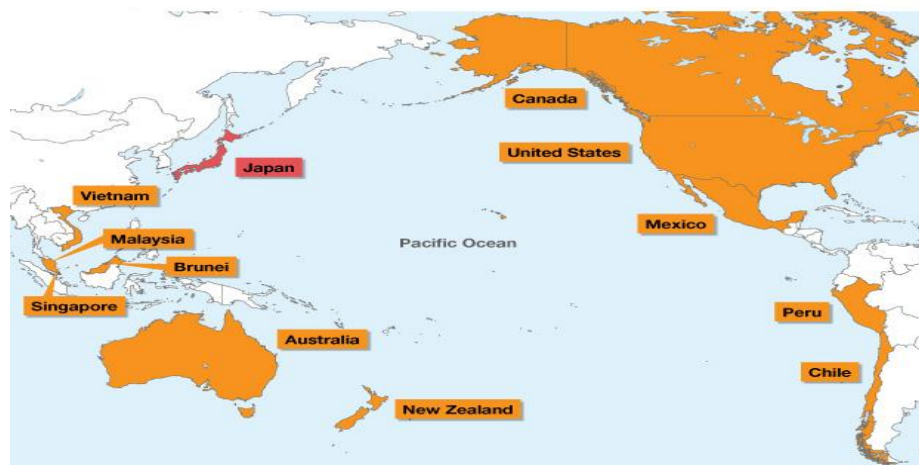 Canada
United States
Japan
Vietnam
Mexico
Malaysia
Pacific Ocean
Brunei
Singapore
Peru
Australia
Chile
New Zealand